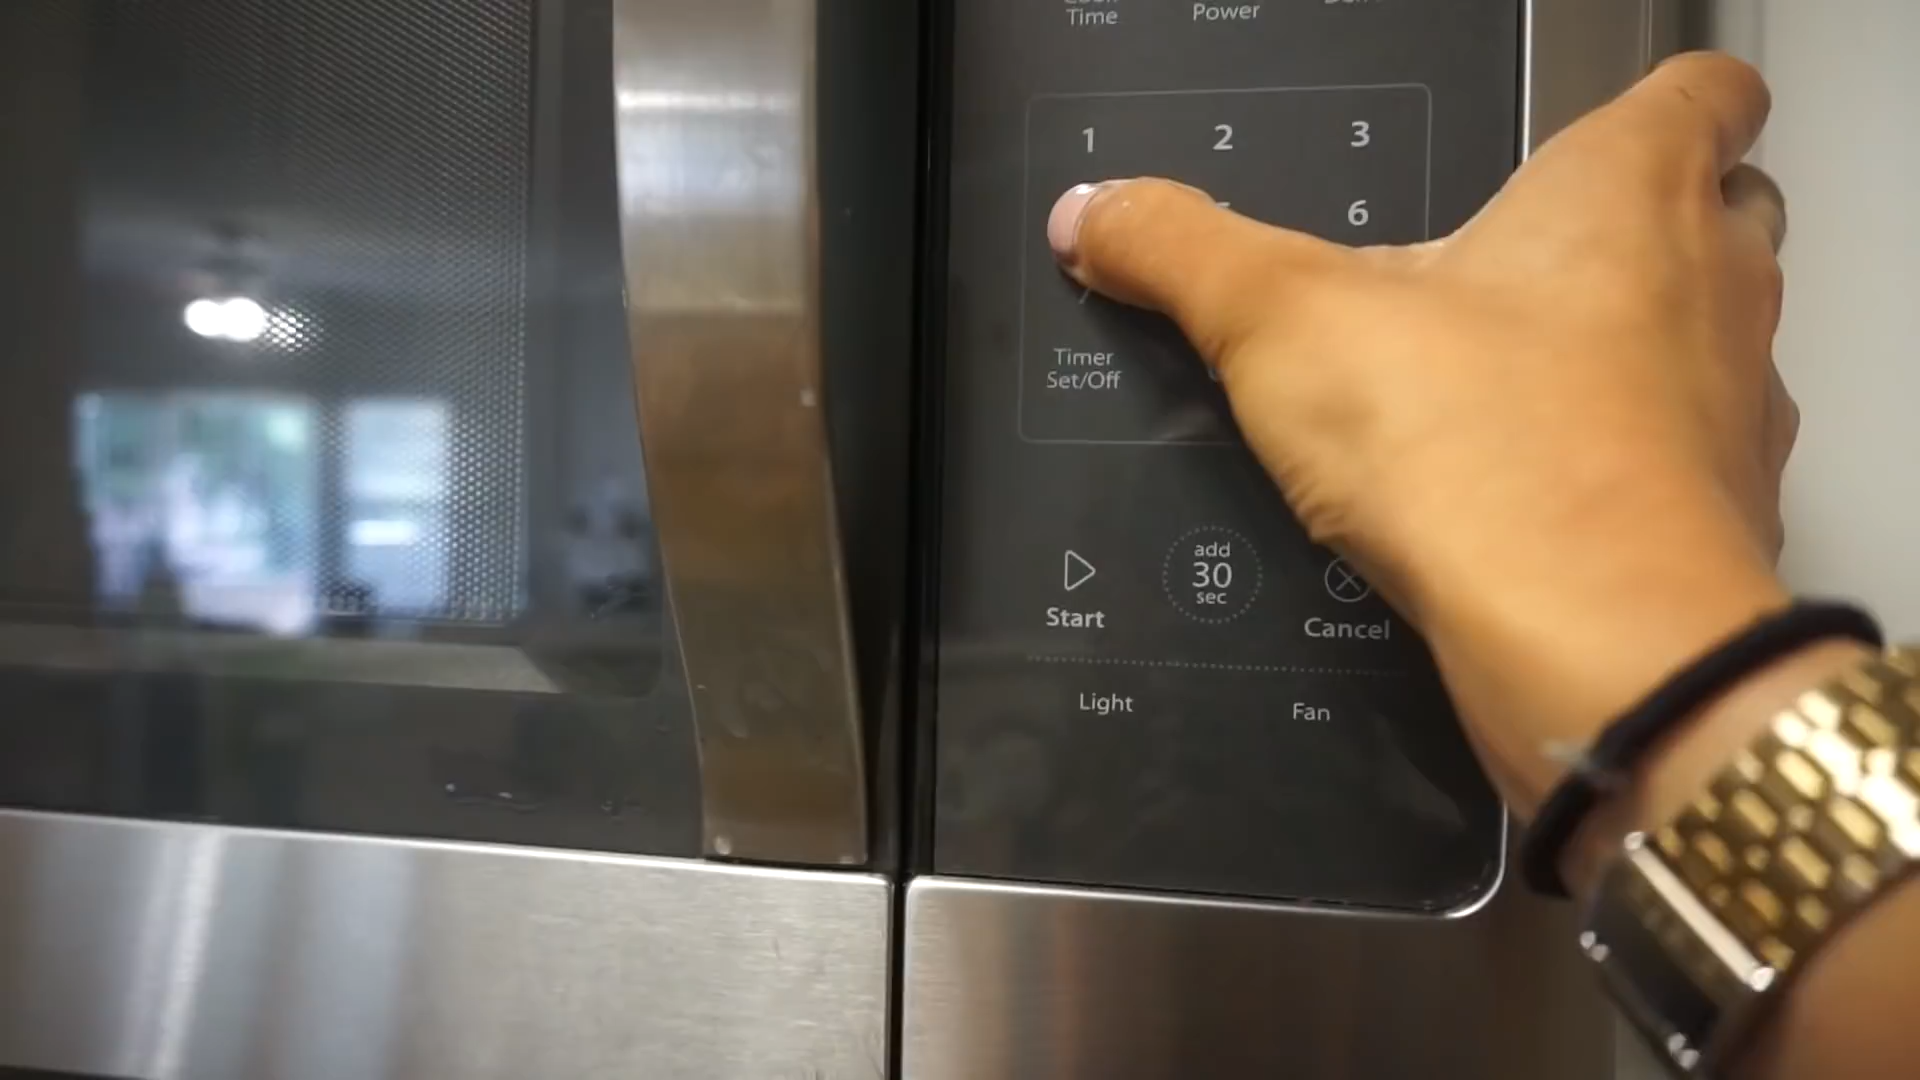 Time
Power
1 2 3
6
Timer
Set/Off
add
30
sec
Start
Cancel
Light
Fan